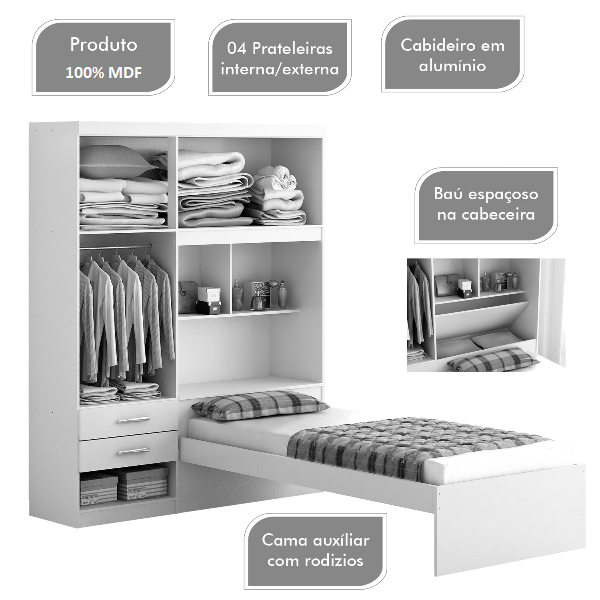 Produto
100% MDF
04 Prateleiras
interna/externa
Cabideiro em
alumínio
Baú espaçoso
na cabeceira
Cama auxíliar
com rodizios